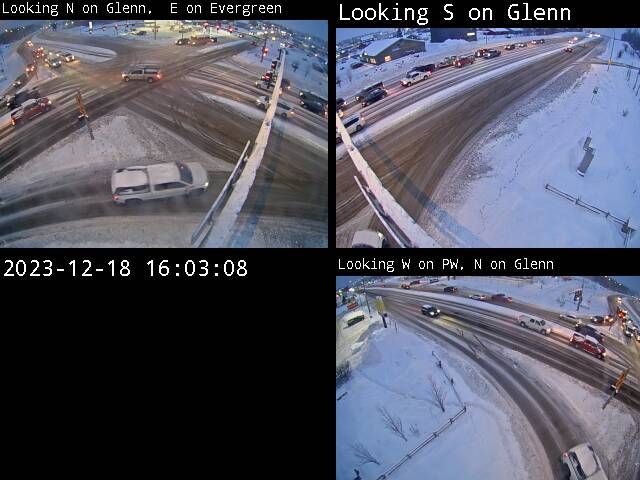 Looking N on Glenn,  E on Evergreen
Looking S on Glenn
2023-12-18 16:03:08
Looking W on PW, N on Glenn